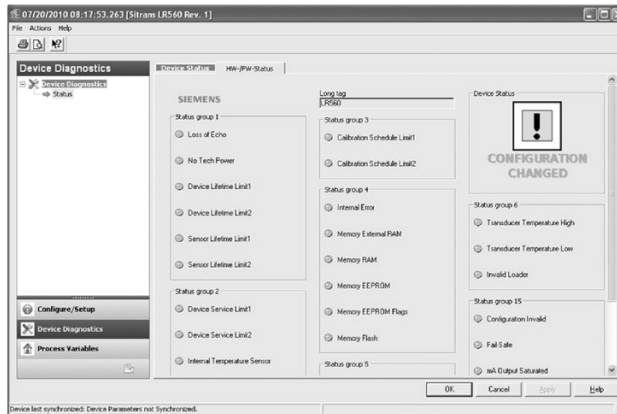 07/20/2010 08:17:53.263 [Sitrans LR560 Rev. 1]
File Actions Help
Device Diagnostics
Device Diagnostics
Status
Configure/Setup
Device Diagnostics
Process Variables
Device Status
HW-/FW-Status
SIEMENS
Long tag
LR560
Status group 1
Loss of Echo
No Tech Power
Device Lifetime Limit1
Device Lifetime Limit2
Sensor Lifetime Limit1
Sensor Lifetime Limit2
Status group 2
Device Service Limit1
Device Service Limit2
Internal Temperature Sensor
Status group 3
Calibration Schedule Limit1
Calibration Schedule Limit2
Status group 4
Internal Error
Memory External RAM
Memory RAM
Memory EEPROM
Memory EEPROM Flags
Memory Flash
Status group 5
Device Status
!
CONFIGURATION
CHANGED
Status group 6
Transducer Temperature High
Transducer Temperature Low
Invalid Loader
Status group 15
Configuration Invalid
Fail-Safe
mA Output Saturated
OK Cancel Apply Help
Device last synchronized: Device Parameters not Synchronized.